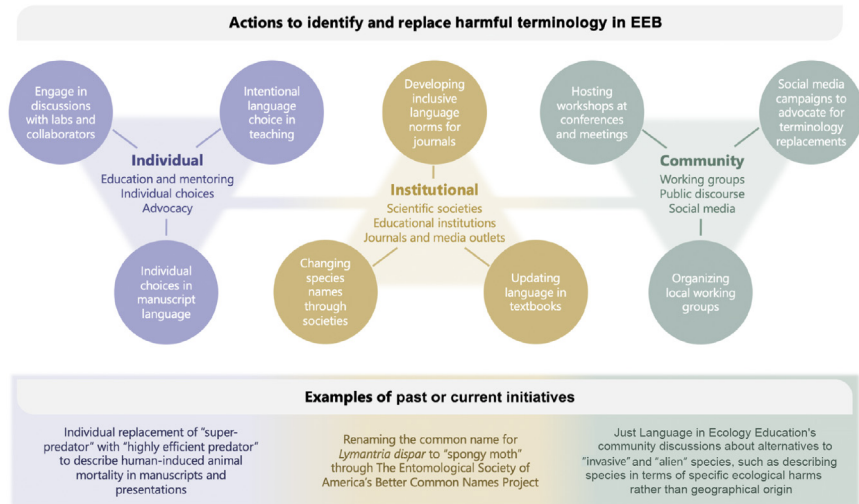 Actions to identify and replace harmful terminology in EEB
Engage in
discussions
with labs and
collaborators
Intentional
language
choice in
teaching
Individual
Education and mentoring
Individual choices
Advocacy
Individual
choices in
manuscript
language
Developing
inclusive
language
norms for
journals
Institutional
Scientific societies
Educational institutions
Journals and media outlets
Changing
species
names
through
societies
Updating
language in
textbooks
Hosting
workshops at
conferences
and meetings
Social media
campaigns to
advocate for
terminology
replacements
Community
Working groups
Public discourse
Social media
Organizing
local working
groups
Examples of past or current initiatives
Individual replacement of "super-
predator" with "highly efficient predator"
to describe human-induced animal
mortality in manuscripts and
presentations
Renaming the common name for
Lymantria dispar to "spongy moth"
through The Entomological Society of
America's Better Common Names Project
Just Language in Ecology Education's
community discussions about alternatives to
"invasive" and "alien" species, such as describing
species in terms of specific ecological harms
rather than geographical origin